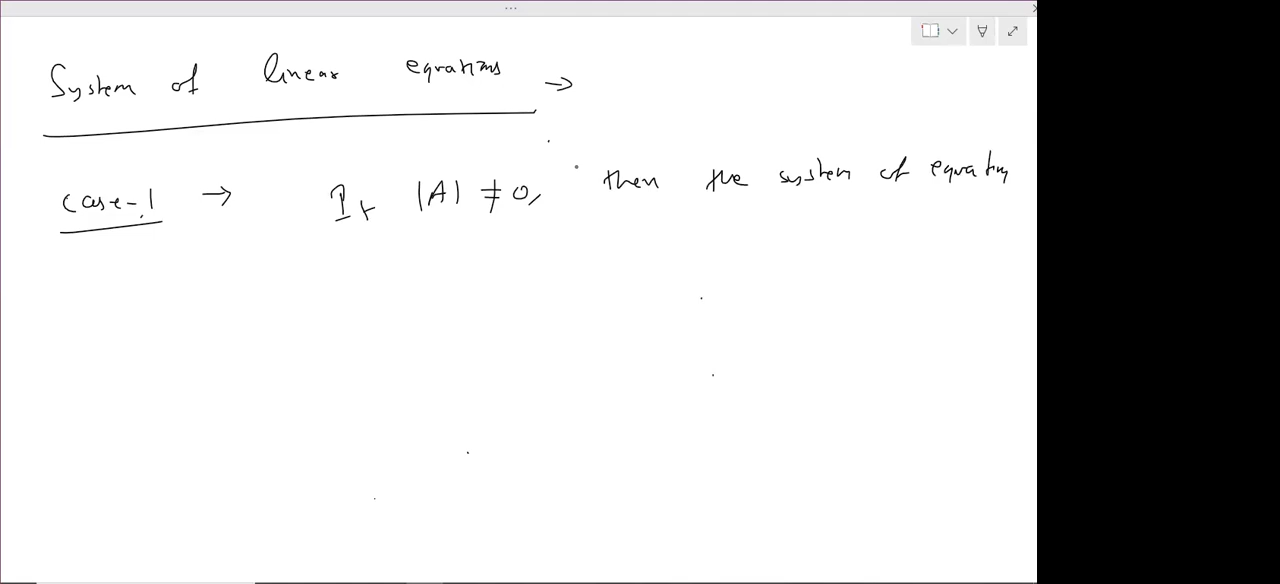 System of linear equations →
Case-1 → If |A| ≠ 0, then the system of equation